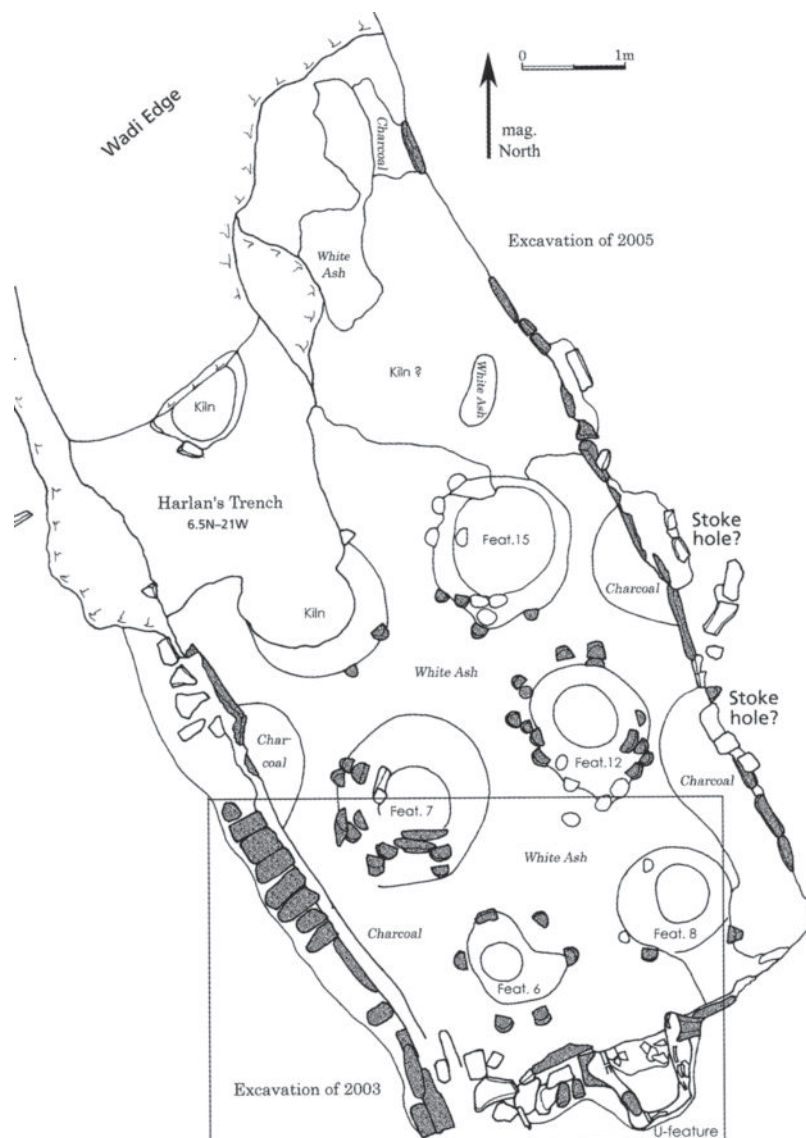 0 1m
Wadi Edge
mag.
North
Charcoal
Excavation of 2005
White
Ash
Kiln ?
White Ash
Kiln
Harlan's Trench
6.5N–21W
Feat.15
Stoke
hole?
Charcoal
Kiln
White Ash
Stoke
hole?
Char-
coal
Feat.12
Charcoal
Feat. 7
White Ash
Charcoal
Feat. 8
Feat. 6
Excavation of 2003
U-feature